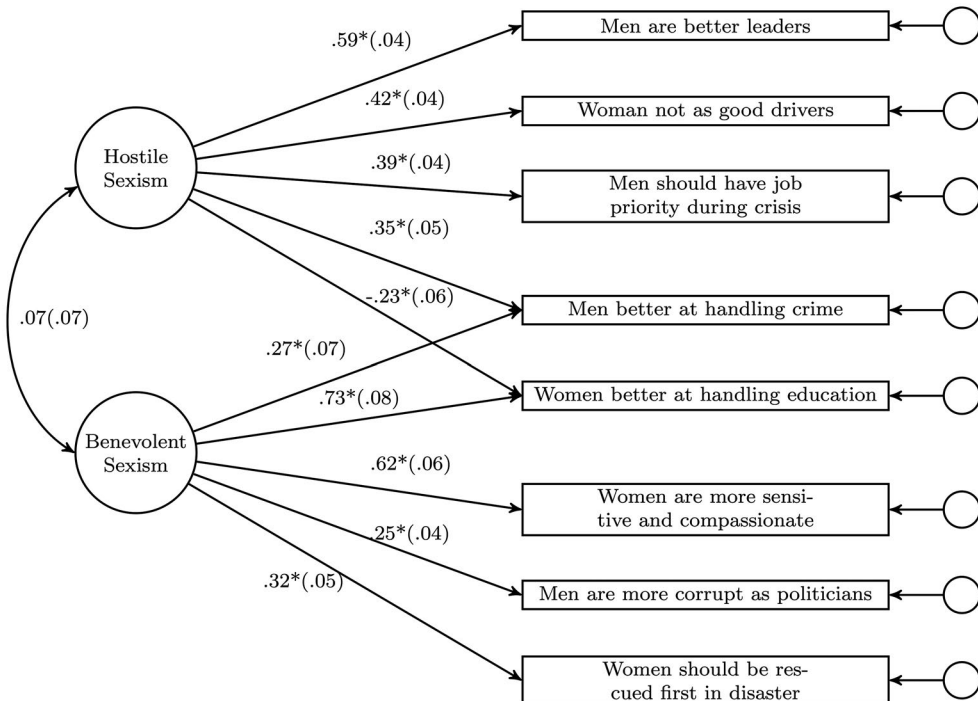 .59*(.04)
Men are better leaders
.42*(.04)
Woman not as good drivers
Hostile
Sexism
.39*(.04)
Men should have job
priority during crisis
.35*(.05)
-.23*(.06)
Men better at handling crime
.07(.07)
.27*(.07)
.73*(.08)
Women better at handling education
Benevolent
Sexism
.62*(.06)
Women are more sensi-
tive and compassionate
.25*(.04)
.32*(.05)
Men are more corrupt as politicians
Women should be res-
cued first in disaster